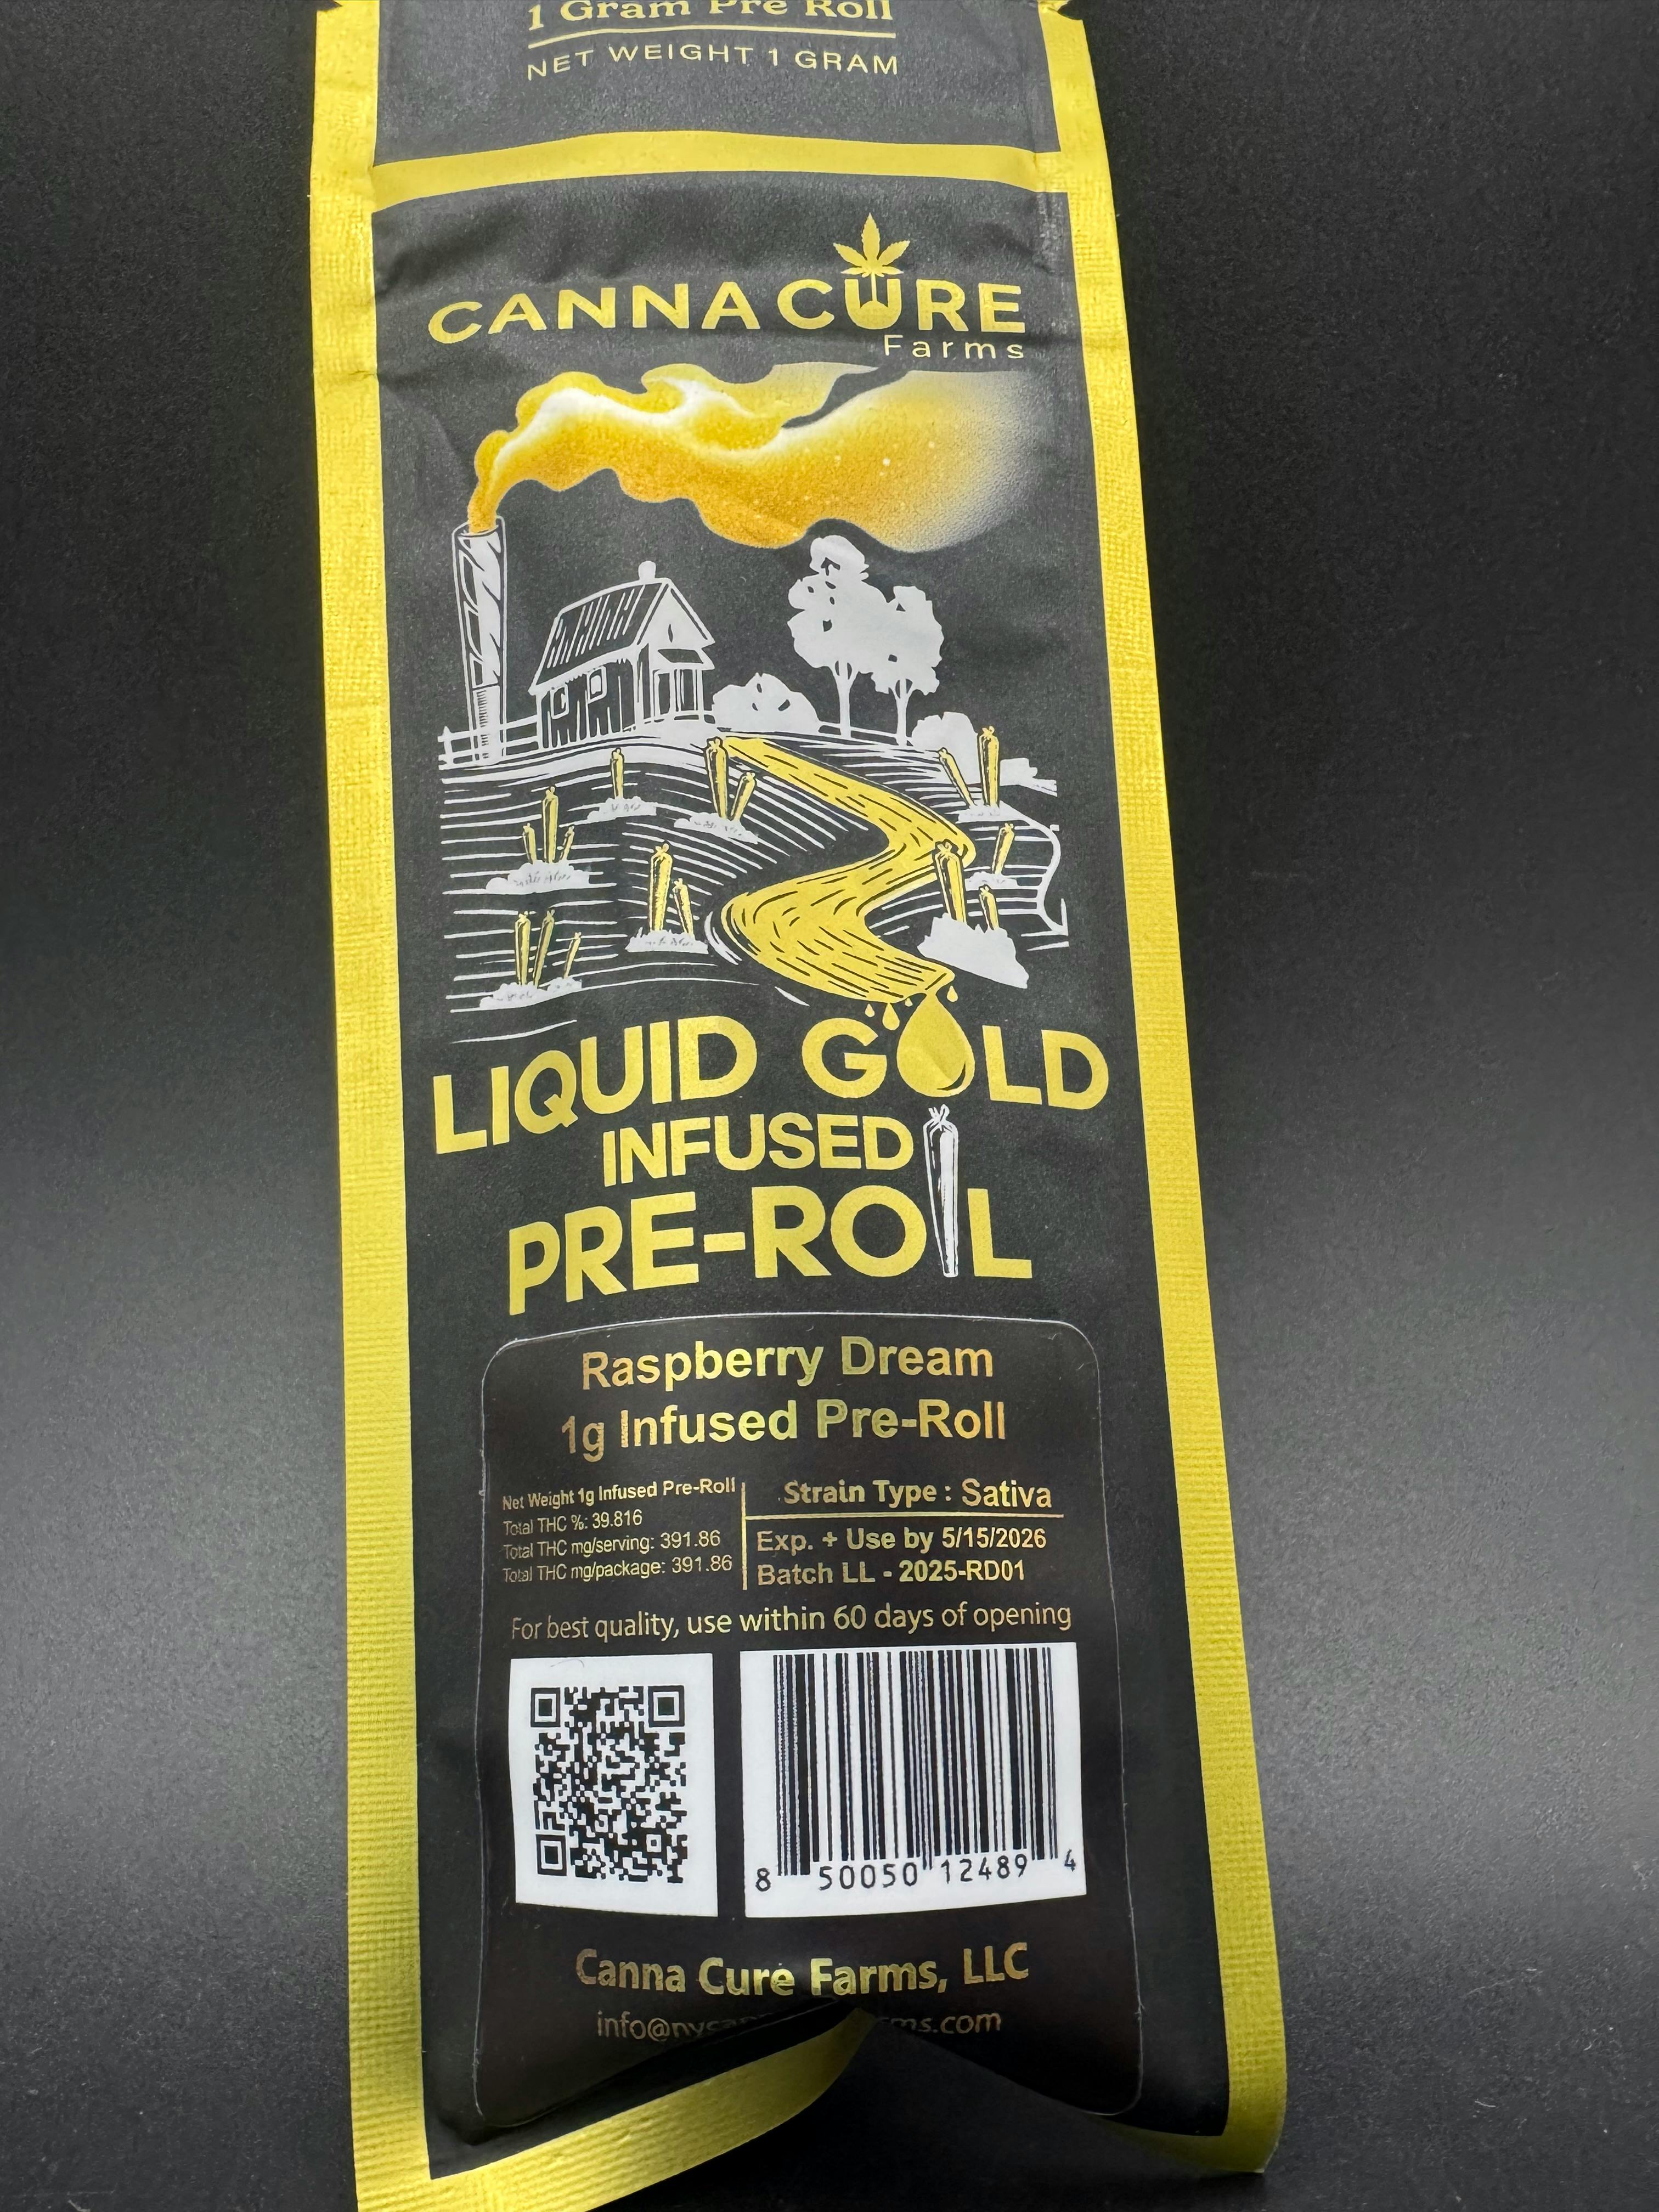 1 Gram Pre Roll
NET WEIGHT 1 GRAM
CANNA CURE
Farms
LIQUID GOLD
INFUSED
PRE-ROLL
Raspberry Dream
1g Infused Pre-Roll
Net Weight 1g Infused Pre-Roll
Total THC %: 39.816
Total THC mg/serving: 391.86
Total THC mg/package: 391.86
Strain Type : Sativa
Exp. + Use by 5/15/2026
Batch LL - 2025-RD01
For best quality, use within 60 days of opening
8 50050 12489 4
Canna Cure Farms, LLC